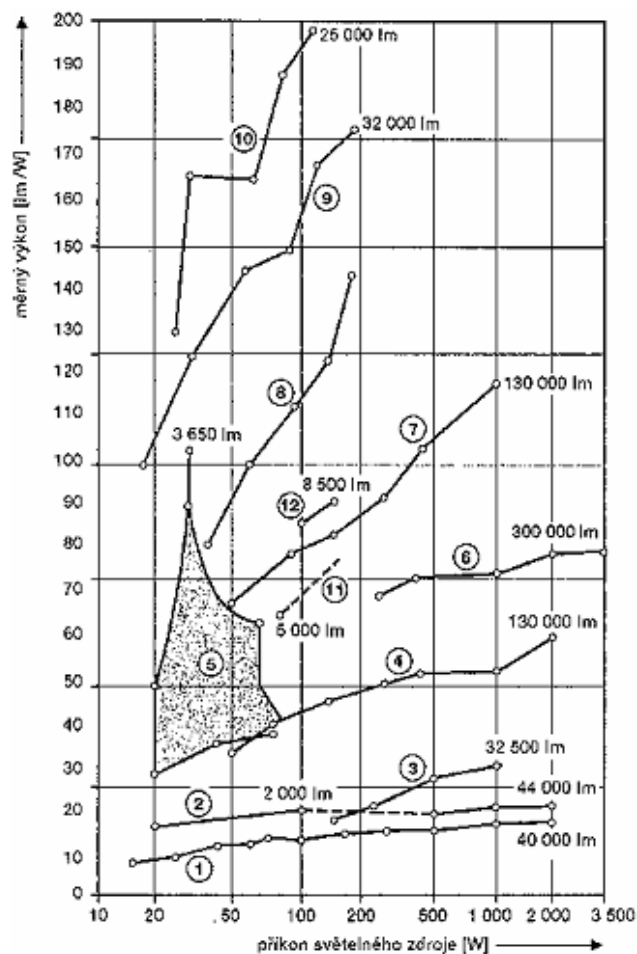 měrný výkon [lm/W]
200
190
180
170
160
150
140
130
120
110
100
90
80
70
60
50
40
30
20
10
0
25 000 lm
10
32 000 lm
9
8
3 650 lm
7
130 000 lm
12
8 500 lm
11
5 000 lm
6
300 000 lm
5
4
130 000 lm
3
32 500 lm
2
2 000 lm
44 000 lm
1
40 000 lm
10 20 50 100 200 500 1 000 2 000 3 500
příkon světelného zdroje [W]